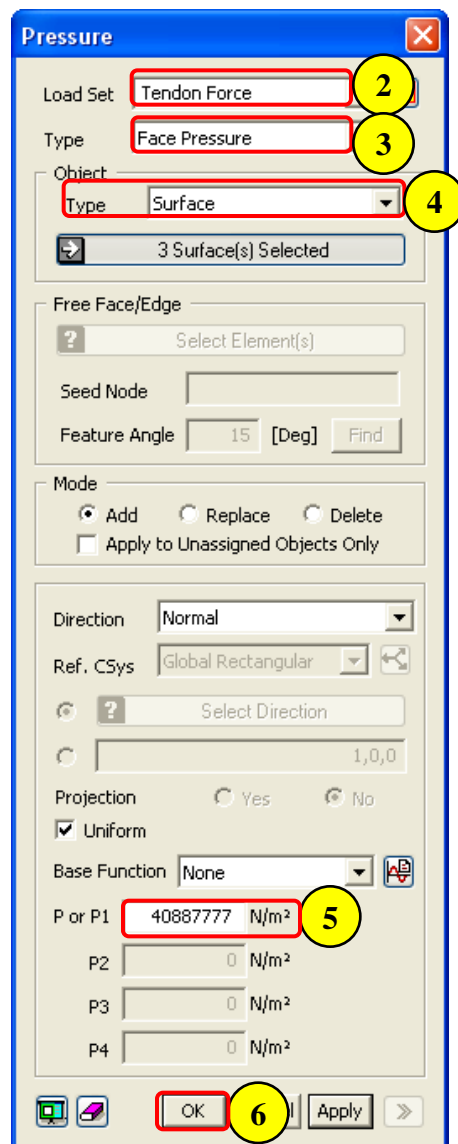 Pressure
Load Set Tendon Force 2
Type Face Pressure 3
Object
Type Surface 4
3 Surface(s) Selected
Free Face/Edge
? Select Element(s)
Seed Node
Feature Angle 15 [Deg] Find
Mode
Add Replace Delete
Apply to Unassigned Objects Only
Direction Normal
Ref. CSys Global Rectangular
? Select Direction
1,0,0
Projection Yes No
Uniform
Base Function None
P or P1 40887777 N/m² 5
P2 0 N/m²
P3 0 N/m²
P4 0 N/m²
OK 6 Apply